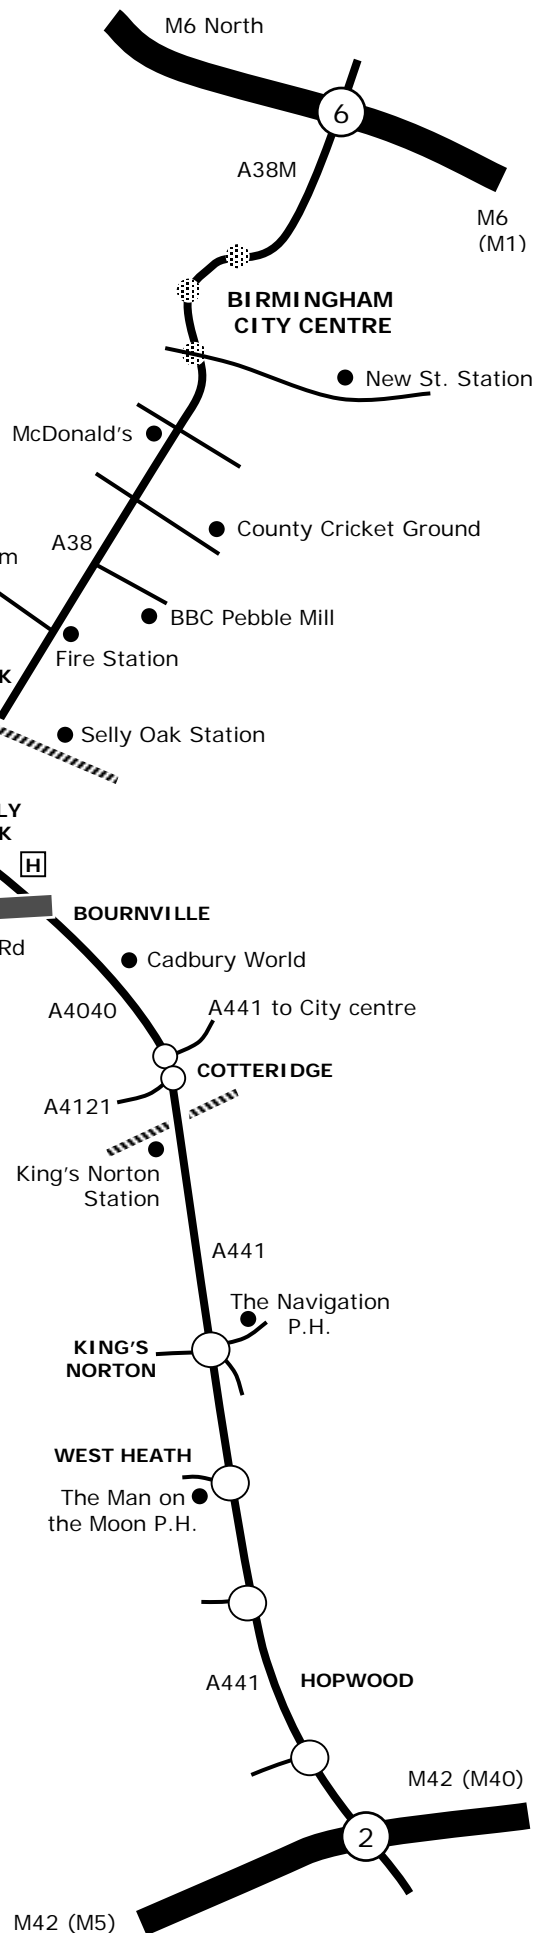 M6 North
6
A38M
M6
(M1)
BIRMINGHAM
CITY CENTRE
New St. Station
McDonald's
County Cricket Ground
A38
m
BBC Pebble Mill
Fire Station
K
Selly Oak Station
LY
K
H
BOURNVILLE
Rd
Cadbury World
A4040
A441 to City centre
COTTERIDGE
A4121
King's Norton
Station
A441
The Navigation
P.H.
KING'S
NORTON
WEST HEATH
The Man on
the Moon P.H.
A441
HOPWOOD
M42 (M40)
2
M42 (M5)